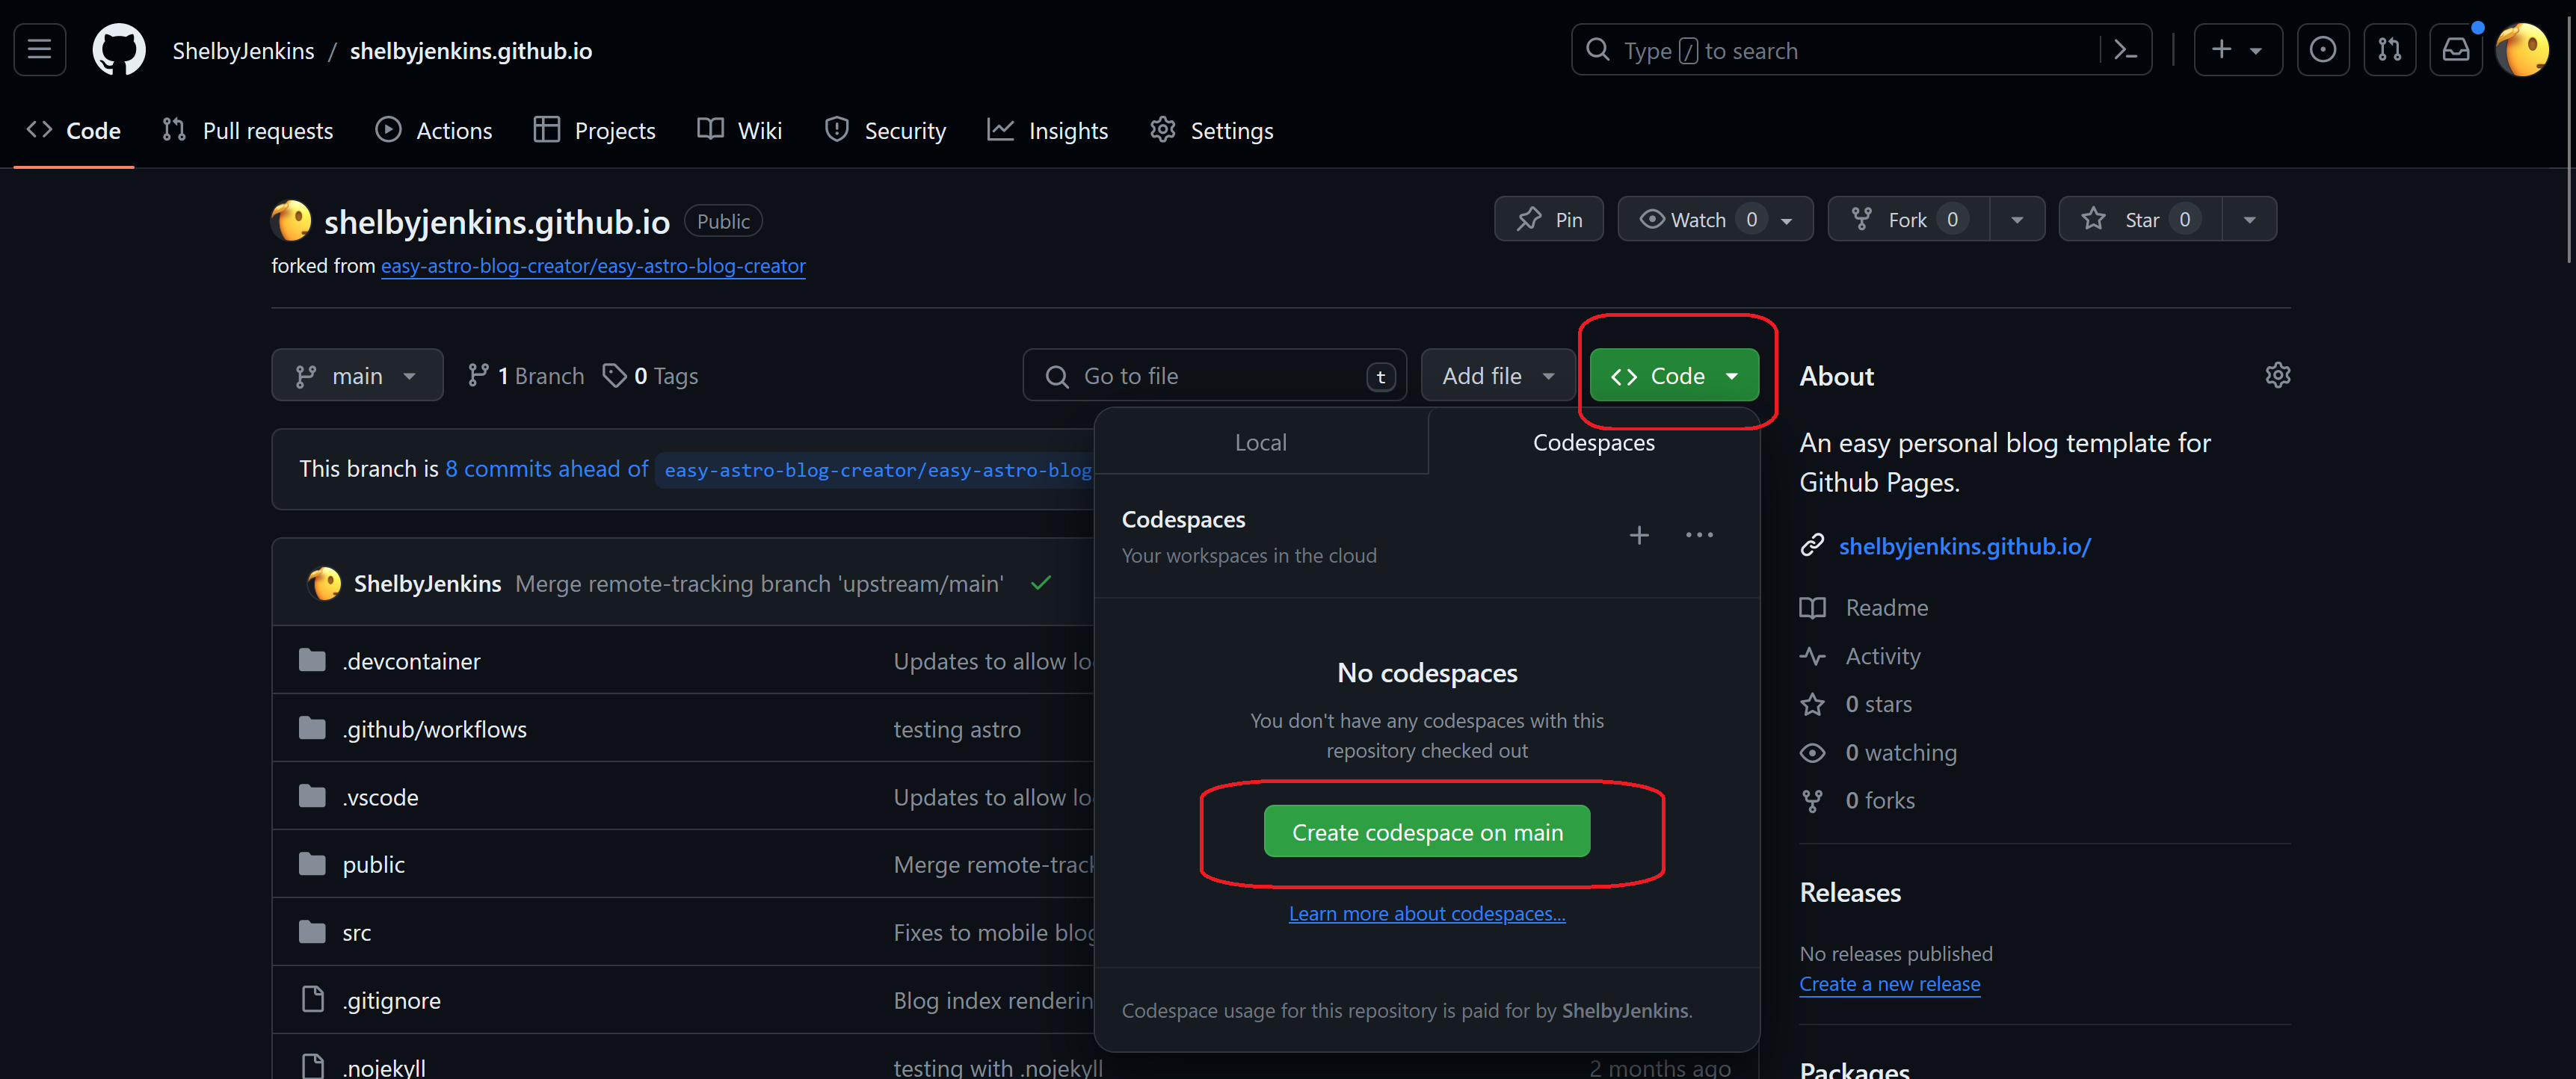 ShelbyJenkins / shelbyjenkins.github.io
Type / to search
Code Pull requests Actions Projects Wiki Security Insights Settings
shelbyjenkins.github.io Public
Pin Watch 0 Fork 0 Star 0
forked from easy-astro-blog-creator/easy-astro-blog-creator
main 1 Branch 0 Tags
Go to file t Add file Code
This branch is 8 commits ahead of easy-astro-blog-creator/easy-astro-blog
ShelbyJenkins Merge remote-tracking branch 'upstream/main'
.devcontainer Updates to allow lo
.github/workflows testing astro
.vscode Updates to allow lo
public Merge remote-track
src Fixes to mobile blog
.gitignore Blog index renderin
.nojekyll testing with .nojekyll 2 months ago
Local Codespaces
Codespaces
Your workspaces in the cloud
No codespaces
You don't have any codespaces with this
repository checked out
Create codespace on main
Learn more about codespaces...
Codespace usage for this repository is paid for by ShelbyJenkins.
About
An easy personal blog template for
Github Pages.
shelbyjenkins.github.io/
Readme
Activity
0 stars
0 watching
0 forks
Releases
No releases published
Create a new release
Packages